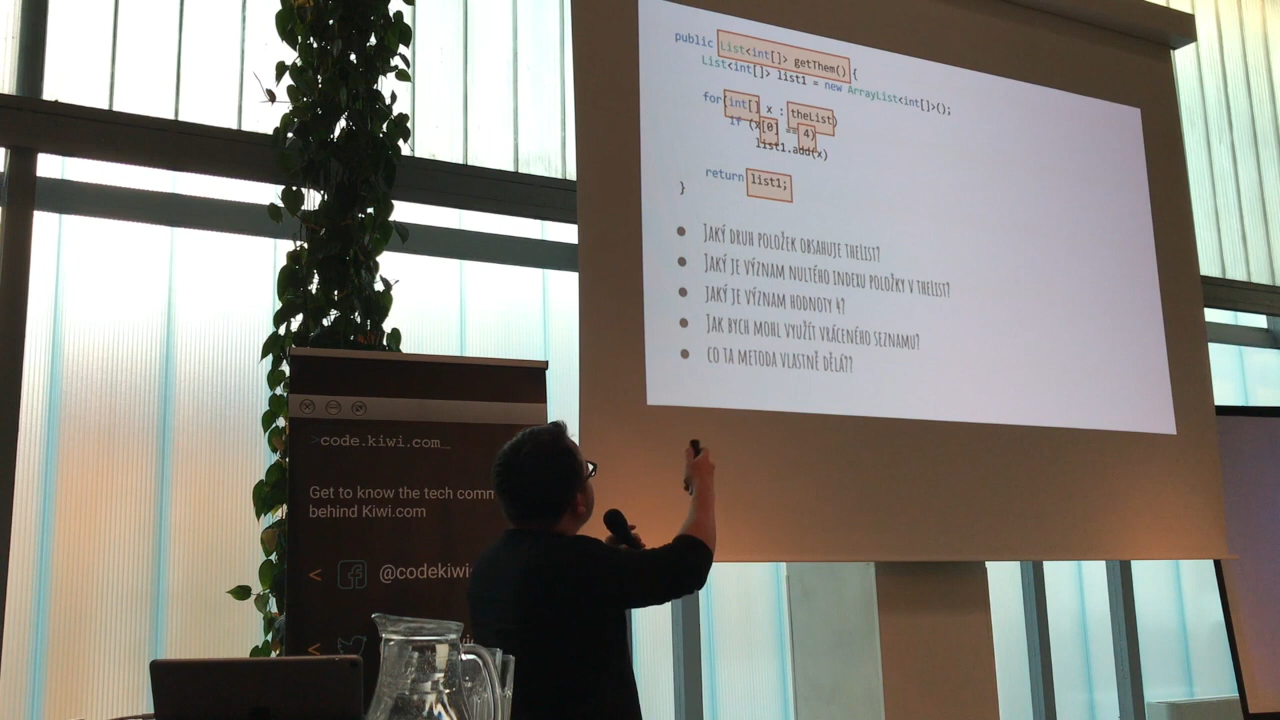 public List<int[]> getThem() {
List<int[]> list1 = new ArrayList<int[]>();
for(int[] x : theList)
if (x[0] == 4)
list1.add(x)
return list1;
}
● JAKÝ DRUH POLOŽEK OBSAHUJE THELIST?
● JAKÝ JE VÝZNAM NULTÉHO INDEXU POLOŽKY V THELIST?
● JAKÝ JE VÝZNAM HODNOTY 4?
● JAK BYCH MOHL VYUŽÍT VRÁCENÉHO SEZNAMU?
● CO TA METODA VLASTNĚ DĚLÁ??
>code.kiwi.com_
Get to know the tech comm
behind Kiwi.com
< @codekiwi
<